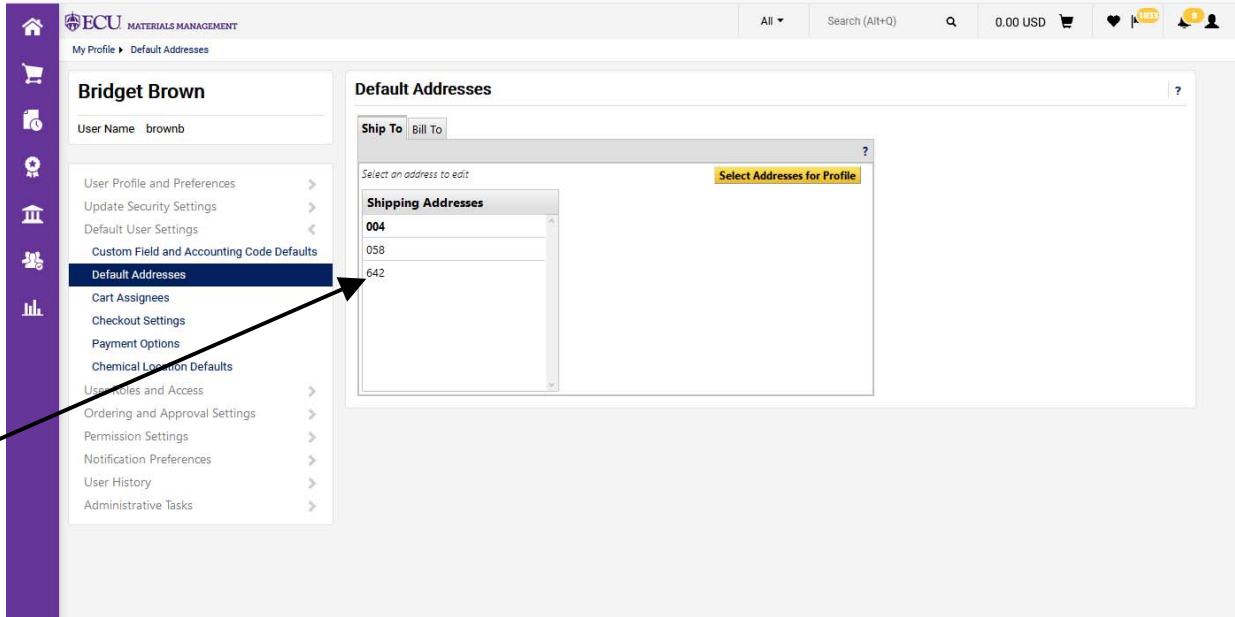 ECU MATERIALS MANAGEMENT
All
Search (Alt+Q)
0.00 USD
My Profile Default Addresses
Bridget Brown
User Name brownb
User Profile and Preferences
Update Security Settings
Default User Settings
Custom Field and Accounting Code Defaults
Default Addresses
Cart Assignees
Checkout Settings
Payment Options
Chemical Location Defaults
User Roles and Access
Ordering and Approval Settings
Permission Settings
Notification Preferences
User History
Administrative Tasks
Default Addresses
?
Ship To
Bill To
?
Select an address to edit
Select Addresses for Profile
Shipping Addresses
004
058
642